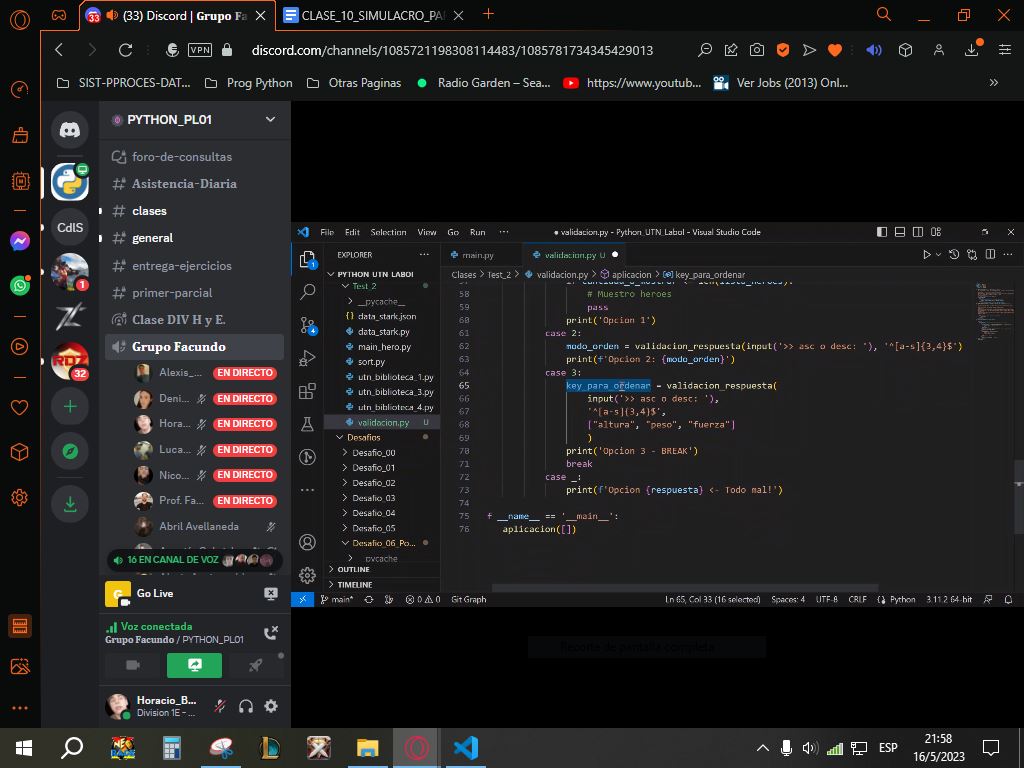 (33) Discord | Grupo Fa
CLASE_10_SIMULACRO_PA
VPN
discord.com/channels/1085721198308114483/1085781734345429013
SIST-PPROCES-DAT...
Prog Python
Otras Paginas
Radio Garden – Sea...
https://www.youtub...
Ver Jobs (2013) Onl...
PYTHON_PL01
foro-de-consultas
Asistencia-Diaria
clases
general
entrega-ejercicios
primer-parcial
Clase DIV H y E.
Grupo Facundo
Alexis_... EN DIRECTO
Deni... EN DIRECTO
Hora... EN DIRECTO
Luca... EN DIRECTO
Nico... EN DIRECTO
Prof. Fa... EN DIRECTO
Abril Avellaneda
16 EN CANAL DE VOZ
Go Live
Voz conectada
Grupo Facundo / PYTHON_PL01
Horacio_B...
Division 1E - ...
CdIS
1
32
File Edit Selection View Go Run ...
● validacion.py - Python_UTN_LaboI - Visual Studio Code
EXPLORER
PYTHON UTN LABOI
Test_2
__pycache__
data_stark.json
data_stark.py
main_hero.py
sort.py
utn_biblioteca_1.py
utn_biblioteca_3.py
utn_biblioteca_4.py
validacion.py U
Desafios
Desafio_00
Desafio_01
Desafio_02
Desafio_03
Desafio_04
Desafio_05
Desafio_06_Po...
pycache
OUTLINE
TIMELINE
main.py
validacion.py U
Clases > Test_2 > validacion.py > aplicacion > key_para_ordenar
58 # Muestro heroes
59 pass
60 print('Opcion 1')
61 case 2:
62 modo_orden = validacion_respuesta(input('>> asc o desc: '), '^[a-s]{3,4}$')
63 print(f'Opcion 2: {modo_orden}')
64 case 3:
65 key_para_ordenar = validacion_respuesta(
66 input('>> asc o desc: '),
67 '^[a-s]{3,4}$',
68 ["altura", "peso", "fuerza"]
69 )
70 print('Opcion 3 - BREAK')
71 break
72 case _:
73 print(f'Opcion {respuesta} <- Todo mal!')
74
75 f __name__ == '__main__':
76 aplicacion([])
main* 0 0 Git Graph
Ln 65, Col 33 (16 selected) Spaces: 4 UTF-8 CRLF Python 3.11.2 64-bit
Reporte de pantalla completa
ESP
21:58
16/5/2023